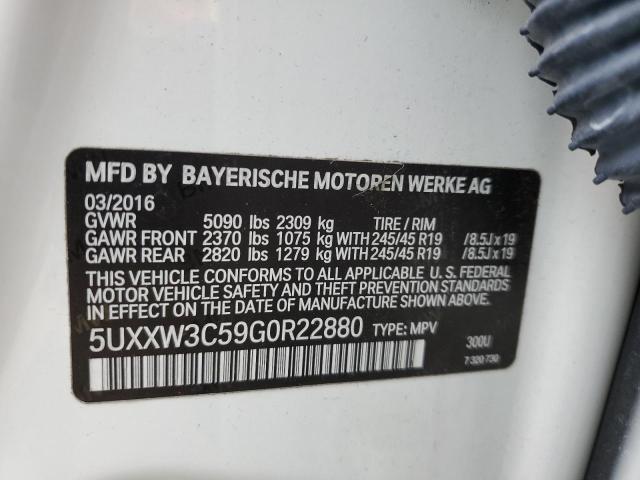 MFD BY BAYERISCHE MOTOREN WERKE AG
03/2016
GVWR 5090 lbs 2309 kg TIRE / RIM
GAWR FRONT 2370 lbs 1075 kg WITH 245/45 R19 /8.5J x 19
GAWR REAR 2820 lbs 1279 kg WITH 245/45 R19 /8.5J x 19
THIS VEHICLE CONFORMS TO ALL APPLICABLE U. S. FEDERAL
MOTOR VEHICLE SAFETY AND THEFT PREVENTION STANDARDS
IN EFFECT ON THE DATE OF MANUFACTURE SHOWN ABOVE.
5UXXW3C59G0R22880 TYPE: MPV
300U
7 320 730